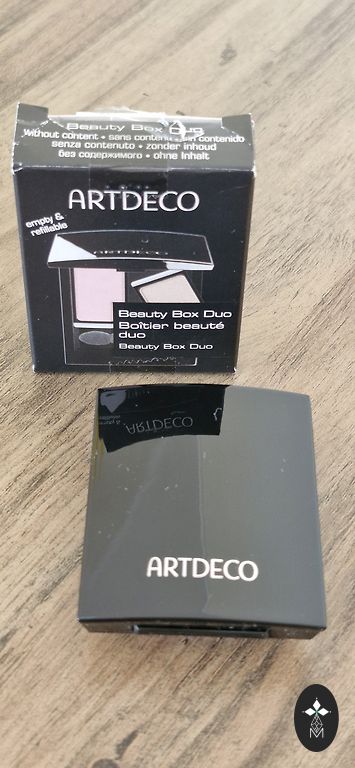 Beauty Box Duo
without content • sans contenu • sin contenido
senza contenuto • zonder inhoud
без содержимого • ohne Inhalt
ARTDECO
empty &
refillable
ARTDECO
Beauty Box Duo
Boîtier beauté
duo
Beauty Box Duo
ARTDECO
ARTDECO
M